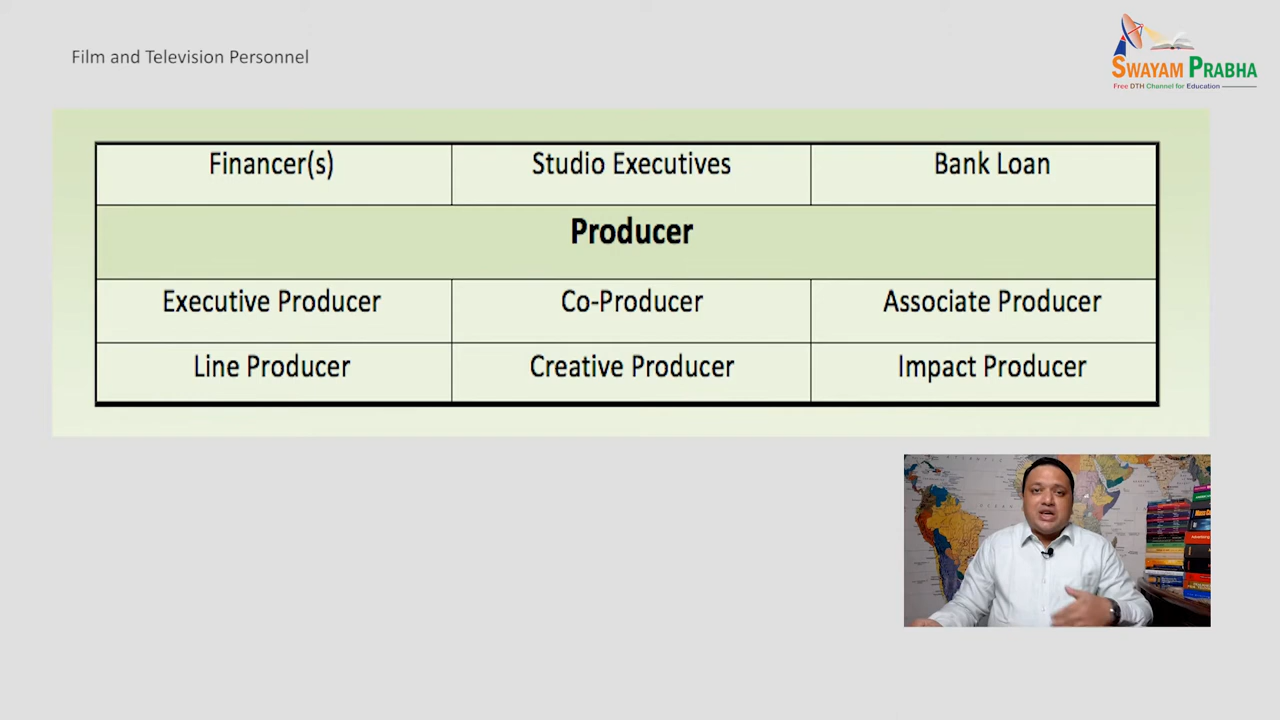 Film and Television Personnel
SWAYAM PRABHA
Free DTH Channel for Education
Financer(s) Studio Executives Bank Loan
Producer
Executive Producer Co-Producer Associate Producer
Line Producer Creative Producer Impact Producer